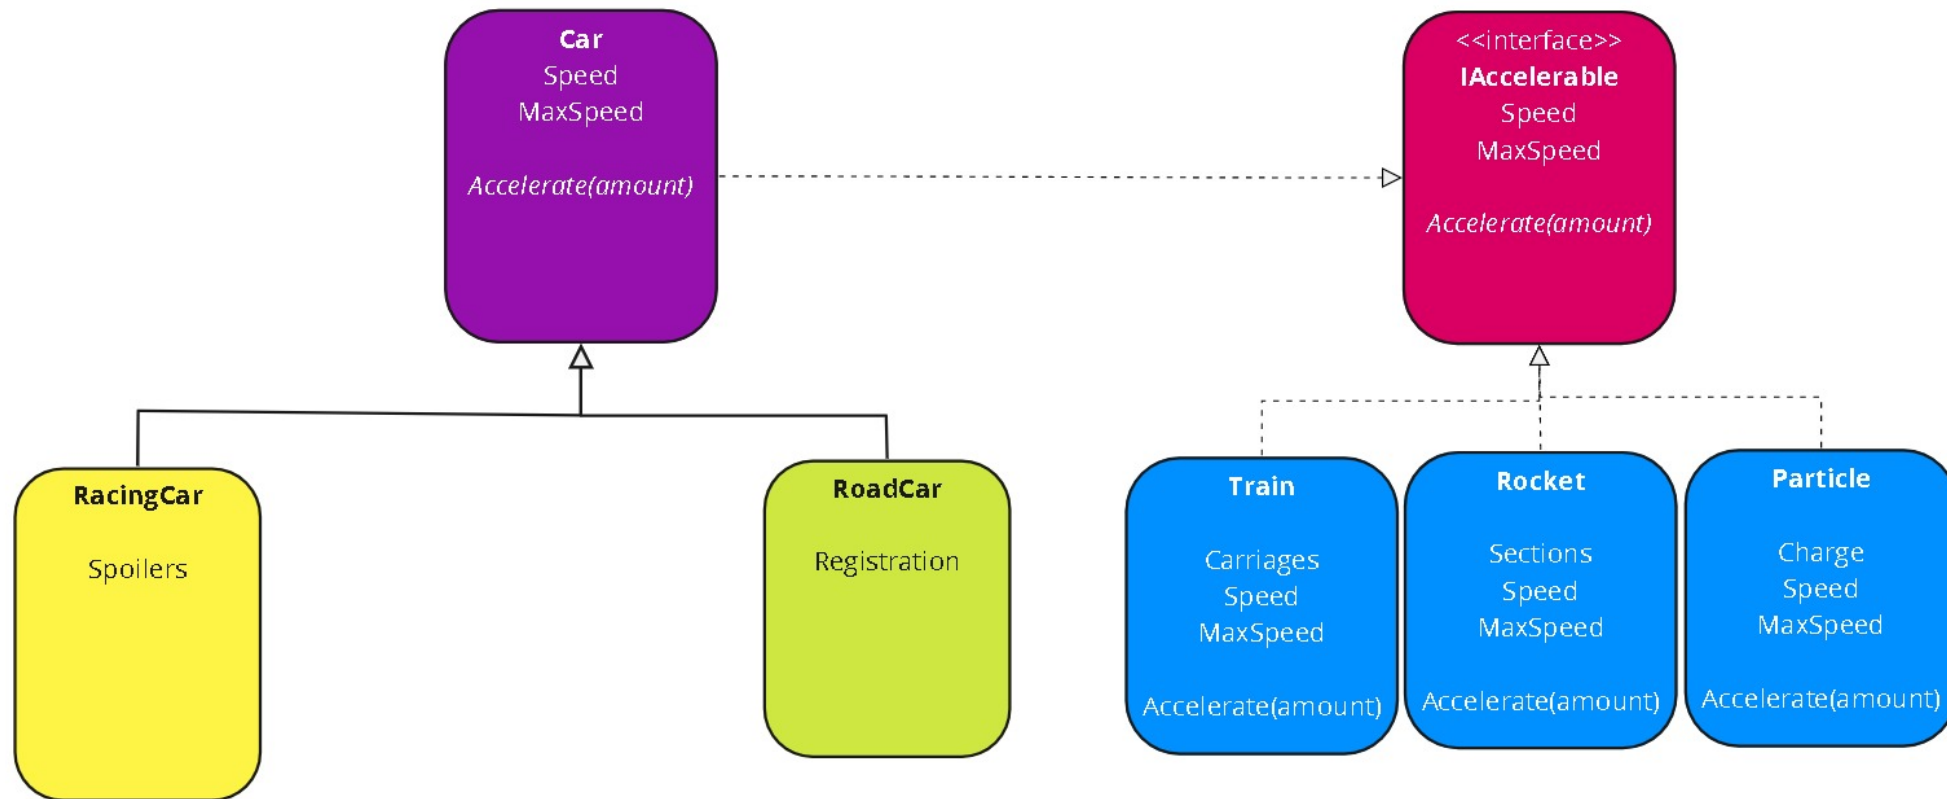 Car
Speed
MaxSpeed
Accelerate(amount)
<<interface>>
IAccelerable
Speed
MaxSpeed
Accelerate(amount)
RacingCar
Spoilers
RoadCar
Registration
Train
Carriages
Speed
MaxSpeed
Accelerate(amount)
Rocket
Sections
Speed
MaxSpeed
Accelerate(amount)
Particle
Charge
Speed
MaxSpeed
Accelerate(amount)